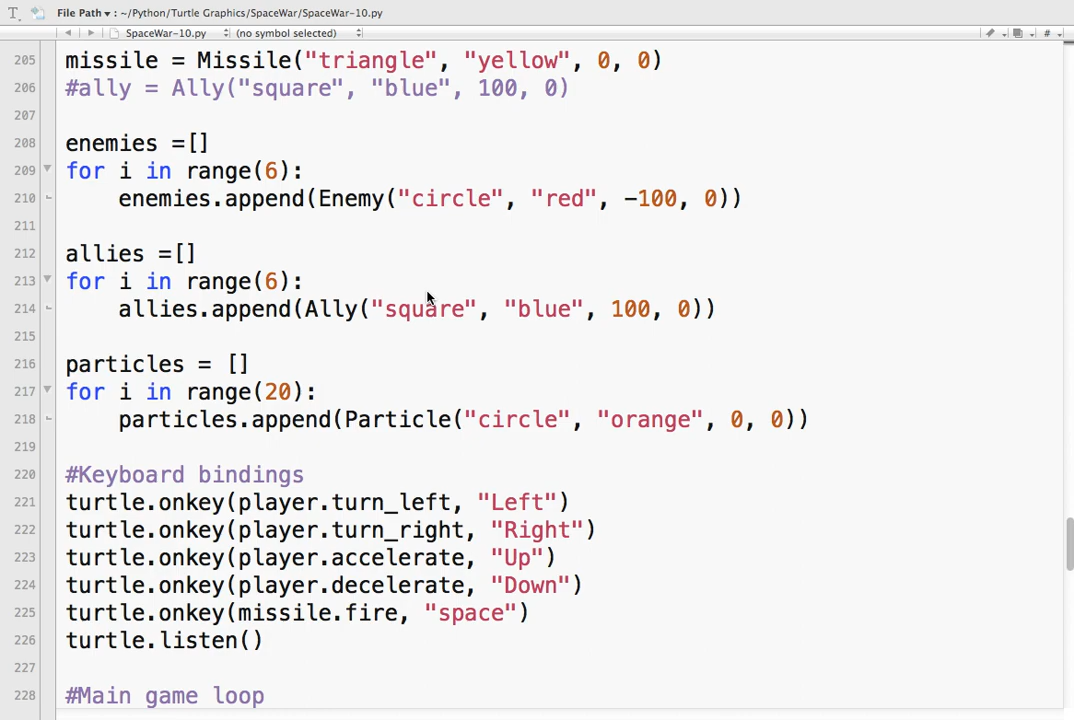 File Path ▾ : ~/Python/Turtle Graphics/SpaceWar/SpaceWar-10.py
SpaceWar-10.py (no symbol selected)
205 missile = Missile("triangle", "yellow", 0, 0)
206 #ally = Ally("square", "blue", 100, 0)
207
208 enemies =[]
209 for i in range(6):
210     enemies.append(Enemy("circle", "red", -100, 0))
211
212 allies =[]
213 for i in range(6):
214     allies.append(Ally("square", "blue", 100, 0))
215
216 particles = []
217 for i in range(20):
218     particles.append(Particle("circle", "orange", 0, 0))
219
220 #Keyboard bindings
221 turtle.onkey(player.turn_left, "Left")
222 turtle.onkey(player.turn_right, "Right")
223 turtle.onkey(player.accelerate, "Up")
224 turtle.onkey(player.decelerate, "Down")
225 turtle.onkey(missile.fire, "space")
226 turtle.listen()
227
228 #Main game loop